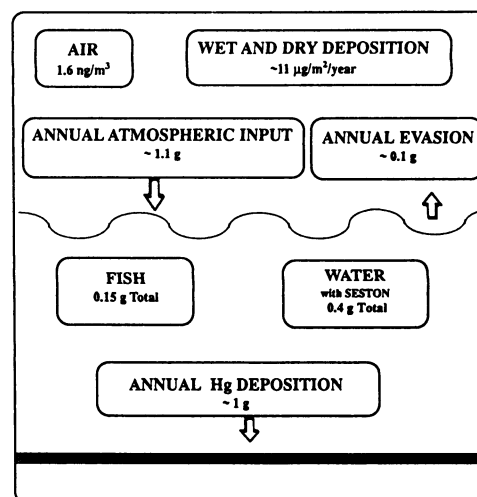 AIR
1.6 ng/m³
WET AND DRY DEPOSITION
~11 µg/m²/year
ANNUAL ATMOSPHERIC INPUT
~ 1.1 g
ANNUAL EVASION
~ 0.1 g
FISH
0.15 g Total
WATER
with SESTON
0.4 g Total
ANNUAL Hg DEPOSITION
~ 1 g